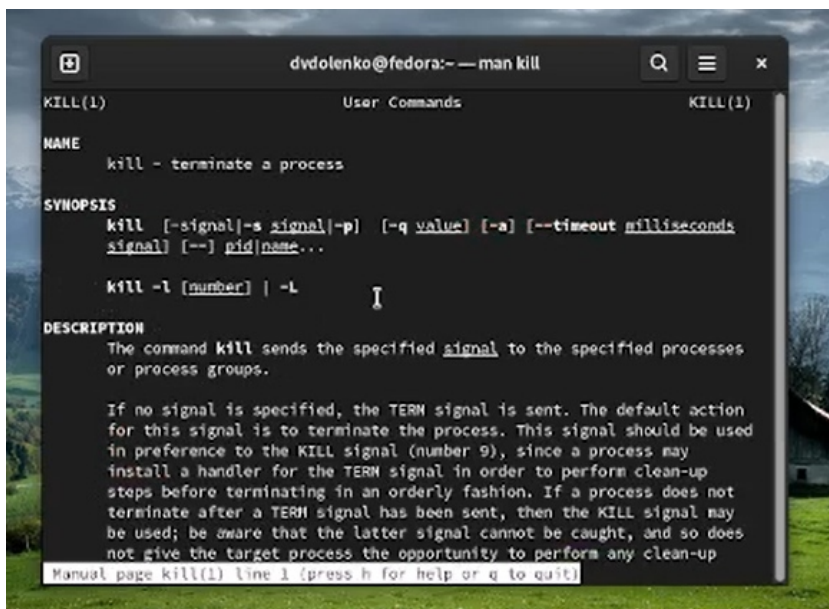 dvdolenko@fedora:~ — man kill
KILL(1) User Commands KILL(1)
NAME
kill - terminate a process
SYNOPSIS
kill [-signal|-s signal|-p] [-q value] [-a] [--timeout milliseconds
signal] [--] pid|name...
kill -l [number] | -L
DESCRIPTION
The command kill sends the specified signal to the specified processes
or process groups.
If no signal is specified, the TERM signal is sent. The default action
for this signal is to terminate the process. This signal should be used
in preference to the KILL signal (number 9), since a process may
install a handler for the TERM signal in order to perform clean-up
steps before terminating in an orderly fashion. If a process does not
terminate after a TERM signal has been sent, then the KILL signal may
be used; be aware that the latter signal cannot be caught, and so does
not give the target process the opportunity to perform any clean-up
Manual page kill(1) line 1 (press h for help or q to quit)